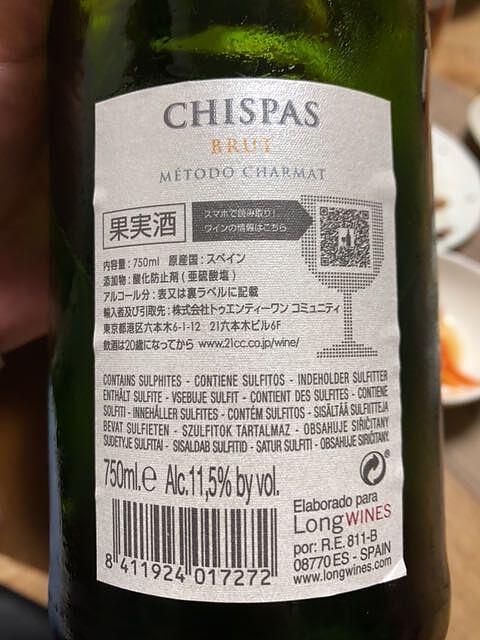 CHISPAS
BRUT
MÉTODO CHARMAT
果実酒
スマホで読み取り!
ワインの情報はこちら
内容量:750ml 原産国:スペイン
添加物:酸化防止剤(亜硫酸塩)
アルコール分:表又は裏ラベルに記載
輸入者及び引取先:株式会社トゥエンティーワン コミュニティ
東京都港区六本木6-1-12 21六本木ビル6F
飲酒は20歳になってから www.21cc.co.jp/wine/
CONTAINS SULPHITES - CONTIENE SULFITOS - INDEHOLDER SULFITTER
ENTHÄLT SULFITE - VSEBUJE SULFIT - CONTIENT DES SULFITES - CONTIENE
SOLFITI - INNEHÅLLER SULFITES - CONTÉM SULFITOS - SISÄLTÄÄ SULFIITTEJA
BEVAT SULFIETEN - SZULFITOK TARTALMAZ - OBSAHUJE SIŘIČITANY
SUDETYJE SULFITAI - SISALDAB SULFITID - SATUR SULFITI - OBSAHUJE SIRIČITANY.
750ml.e Alc.11,5% by vol.
8 411924 017272
Elaborado para
LongWINES
por: R.E. 811-B
08770 ES - SPAIN
www.longwines.com